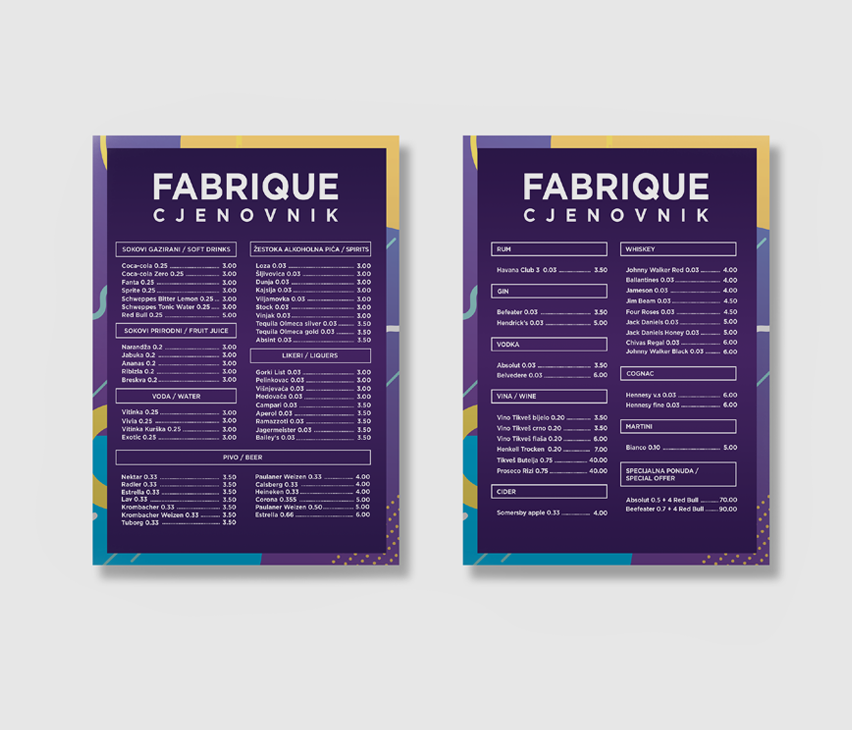 FABRIQUE
CJENOVNIK
SOKOVI GAZIRANI / SOFT DRINKS
Coca-cola 0.25 3.00
Coca-cola Zero 0.25 3.00
Fanta 0.25 3.00
Sprite 0.25 3.00
Schweppes Bitter Lemon 0.25 3.00
Schweppes Tonic Water 0.25 3.00
Red Bull 0.25 5.00
SOKOVI PRIRODNI / FRUIT JUICE
Narandža 0.2 3.00
Jabuka 0.2 3.00
Ananas 0.2 3.00
Ribizla 0.2 3.00
Breskva 0.2 3.00
VODA / WATER
Vitinka 0.25 3.00
Vivia 0.25 3.00
Vitinka Kurška 0.25 3.00
Exotic 0.25 3.00
ŽESTOKA ALKOHOLNA PIĆA / SPIRITS
Loza 0.03 3.00
Šljivovica 0.03 3.00
Dunja 0.03 3.00
Kajsija 0.03 3.00
Viljamovka 0.03 3.00
Stock 0.03 3.00
Vinjak 0.03 3.00
Tequila Olmeca silver 0.03 3.50
Tequila Olmeca gold 0.03 3.50
Absint 0.03 3.50
LIKERI / LIQUERS
Gorki List 0.03 3.00
Pelinkovac 0.03 3.00
Višnjevača 0.03 3.00
Medovača 0.03 3.00
Campari 0.03 3.50
Aperol 0.03 3.50
Ramazzoti 0.03 3.50
Jagermeister 0.03 3.50
Bailey's 0.03 3.50
PIVO / BEER
Nektar 0.33 3.50
Radler 0.33 3.50
Estrella 0.33 3.50
Lav 0.33 3.50
Krombacher 0.33 3.50
Krombacher Weizen 0.33 3.50
Tuborg 0.33 3.50
Paulaner Weizen 0.33 4.00
Calsberg 0.33 4.00
Heineken 0.33 4.00
Corona 0.355 5.00
Paulaner Weizen 0.50 5.00
Estrella 0.66 6.00
FABRIQUE
CJENOVNIK
RUM
Havana Club 3 0.03 3.50
GIN
Befeater 0.03 3.50
Hendrick's 0.03 5.00
VODKA
Absolut 0.03 3.50
Belvedere 0.03 6.00
VINA / WINE
Vino Tikveš bijelo 0.20 3.50
Vino Tikveš crno 0.20 3.50
Vino Tikveš flaša 0.20 6.00
Henkell Trocken 0.20 7.00
Tikveš Butelja 0.75 40.00
Proseco Rizi 0.75 40.00
CIDER
Somersby apple 0.33 4.00
WHISKEY
Johnny Walker Red 0.03 4.00
Ballantines 0.03 4.00
Jameson 0.03 4.00
Jim Beam 0.03 4.50
Four Roses 0.03 4.50
Jack Daniels 0.03 5.00
Jack Daniels Honey 0.03 5.00
Chivas Regal 0.03 6.00
Johnny Walker Black 0.03 6.00
COGNAC
Hennesy v.s 0.03 6.00
Hennesy fine 0.03 6.00
MARTINI
Bianco 0.10 5.00
SPECIJALNA PONUDA /
SPECIAL OFFER
Absolut 0.5 + 4 Red Bull 70.00
Beefeater 0.7 + 4 Red Bull 90.00